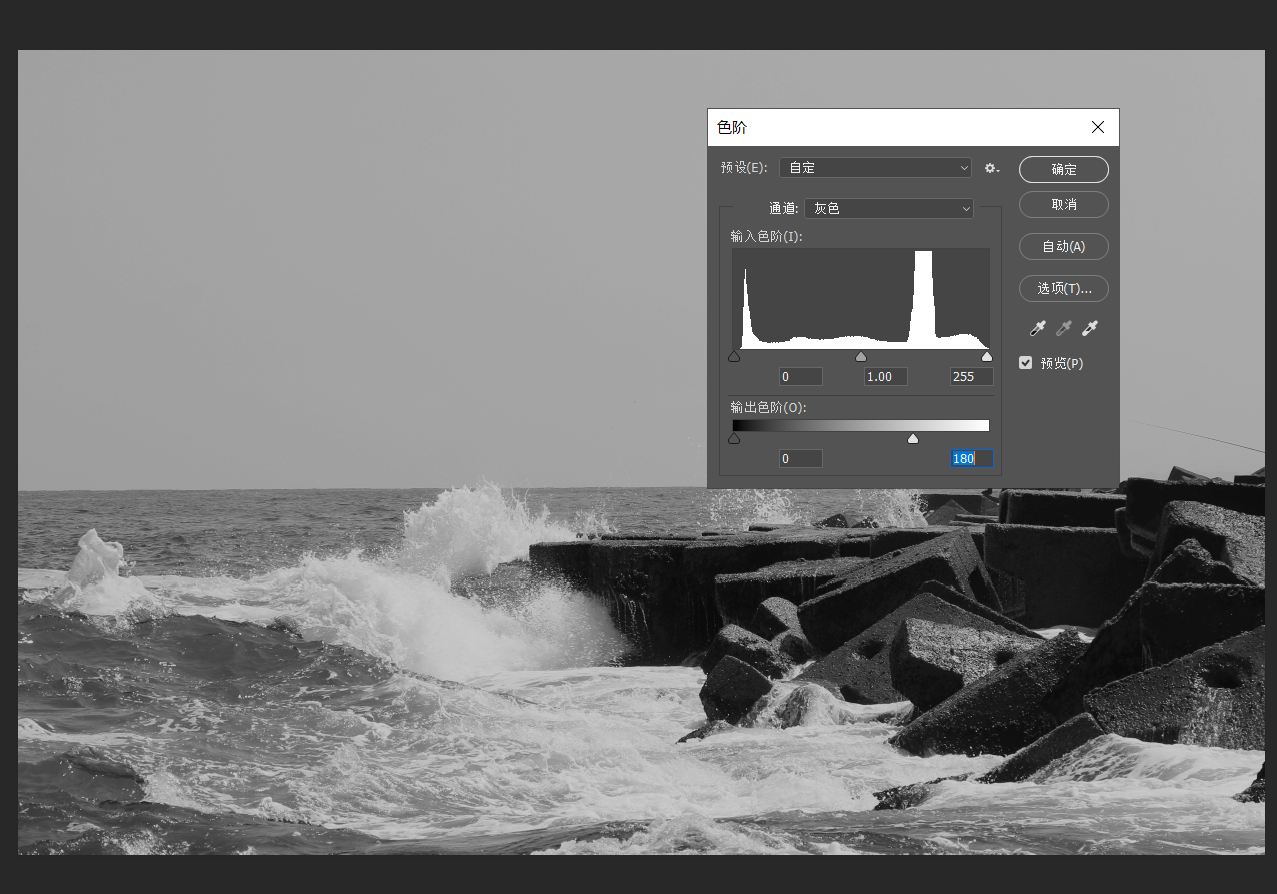 色阶
预设(E): 自定
确定
取消
通道: 灰色
自动(A)
输入色阶(I):
选项(T)...
预览(P)
0 1.00 255
输出色阶(O):
0 180